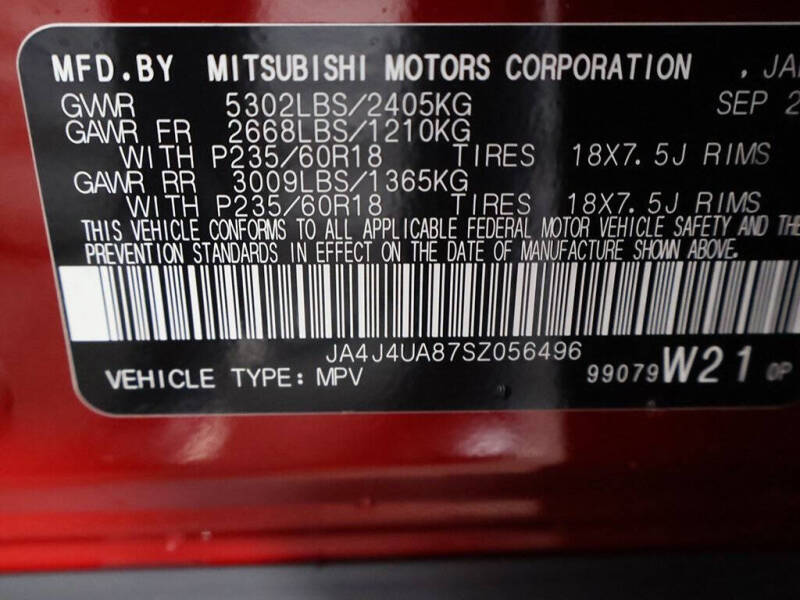 MFD.BY MITSUBISHI MOTORS CORPORATION
GVWR 5302LBS/2405KG SEP
GAWR FR 2668LBS/1210KG
WITH P235/60R18 TIRES 18X7.5J RIMS
GAWR RR 3009LBS/1365KG
WITH P235/60R18 TIRES 18X7.5J RIMS
THIS VEHICLE CONFORMS TO ALL APPLICABLE FEDERAL MOTOR VEHICLE SAFETY AND
PREVENTION STANDARDS IN EFFECT ON THE DATE OF MANUFACTURE SHOWN ABOVE.
JA4J4UA87SZ056496
VEHICLE TYPE: MPV 99079 W21 0P